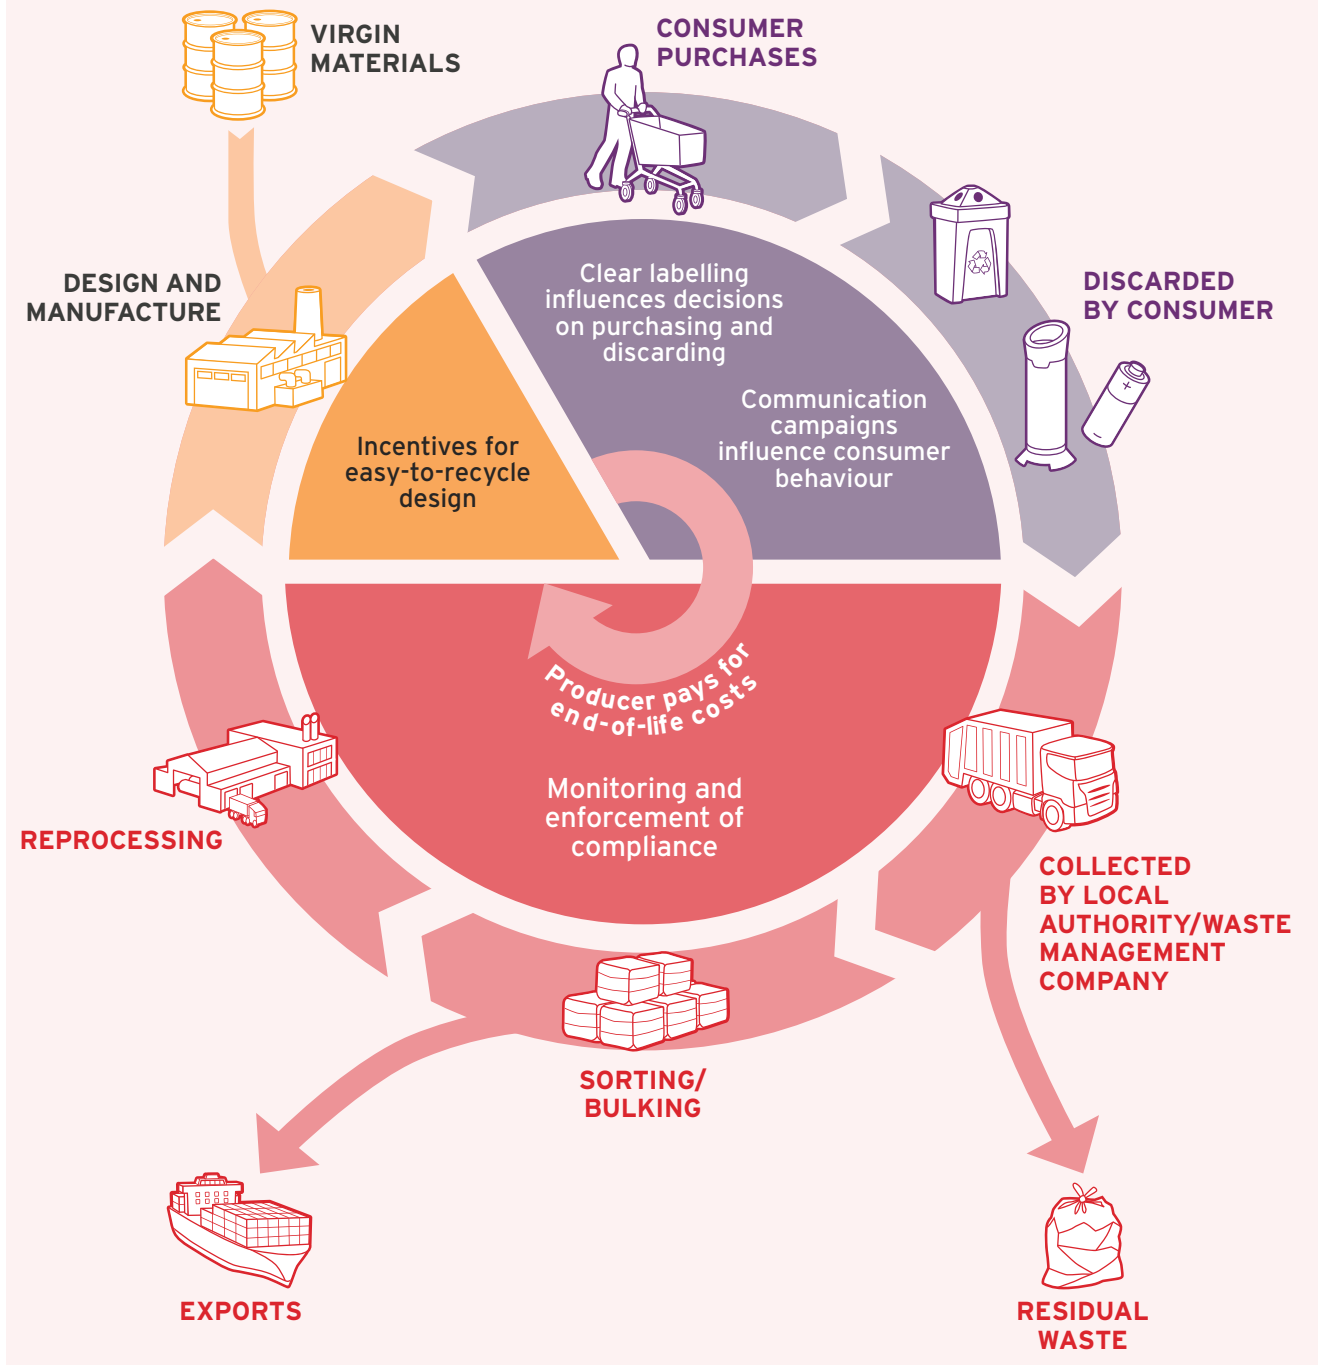 VIRGIN
MATERIALS
CONSUMER
PURCHASES
DESIGN AND
MANUFACTURE
DISCARDED
BY CONSUMER
Clear labelling
influences decisions
on purchasing and
discarding
Communication
campaigns
influence consumer
behaviour
Incentives for
easy-to-recycle
design
+
Producer pays for
end-of-life costs
Monitoring and
enforcement of
compliance
REPROCESSING
COLLECTED
BY LOCAL
AUTHORITY/WASTE
MANAGEMENT
COMPANY
SORTING/
BULKING
EXPORTS
RESIDUAL
WASTE